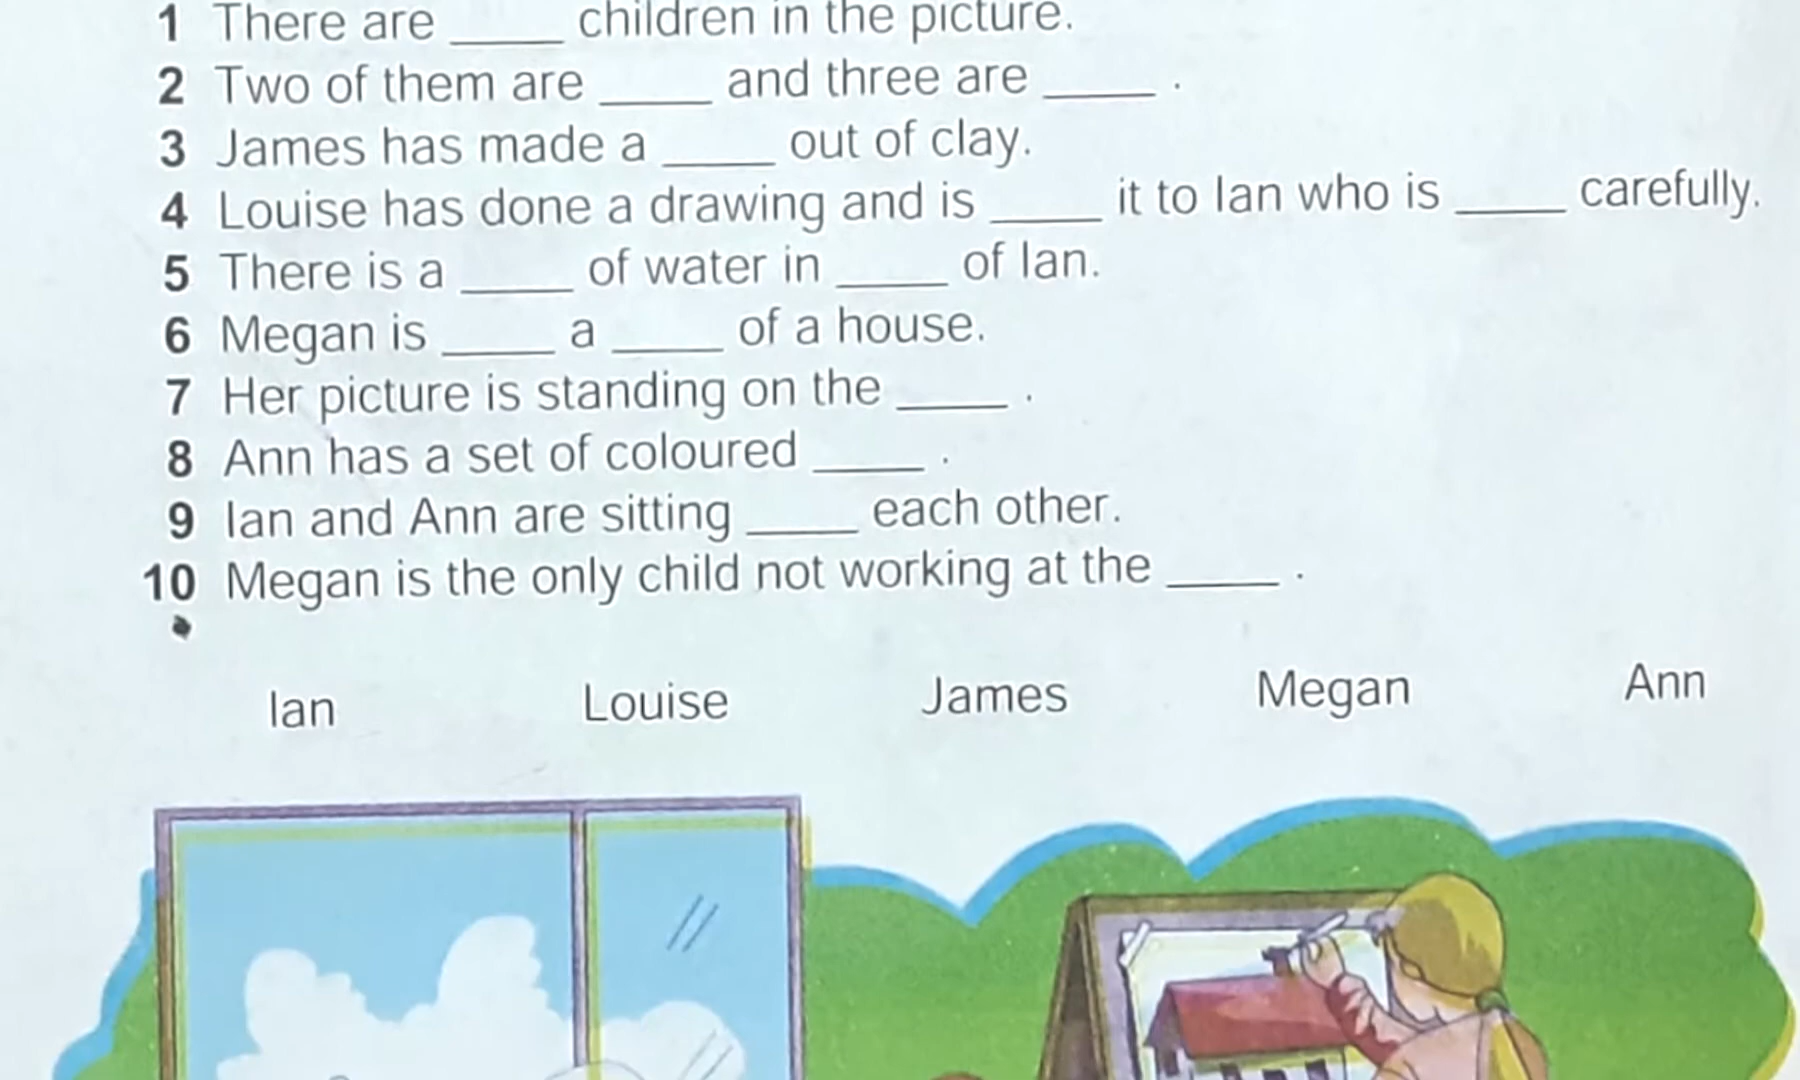 1 There are _____ children in the picture.
2 Two of them are _____ and three are _____ .
3 James has made a _____ out of clay.
4 Louise has done a drawing and is _____ it to Ian who is _____ carefully.
5 There is a _____ of water in _____ of Ian.
6 Megan is _____ a _____ of a house.
7 Her picture is standing on the _____ .
8 Ann has a set of coloured _____ .
9 Ian and Ann are sitting _____ each other.
10 Megan is the only child not working at the _____ .
Ian Louise James Megan Ann